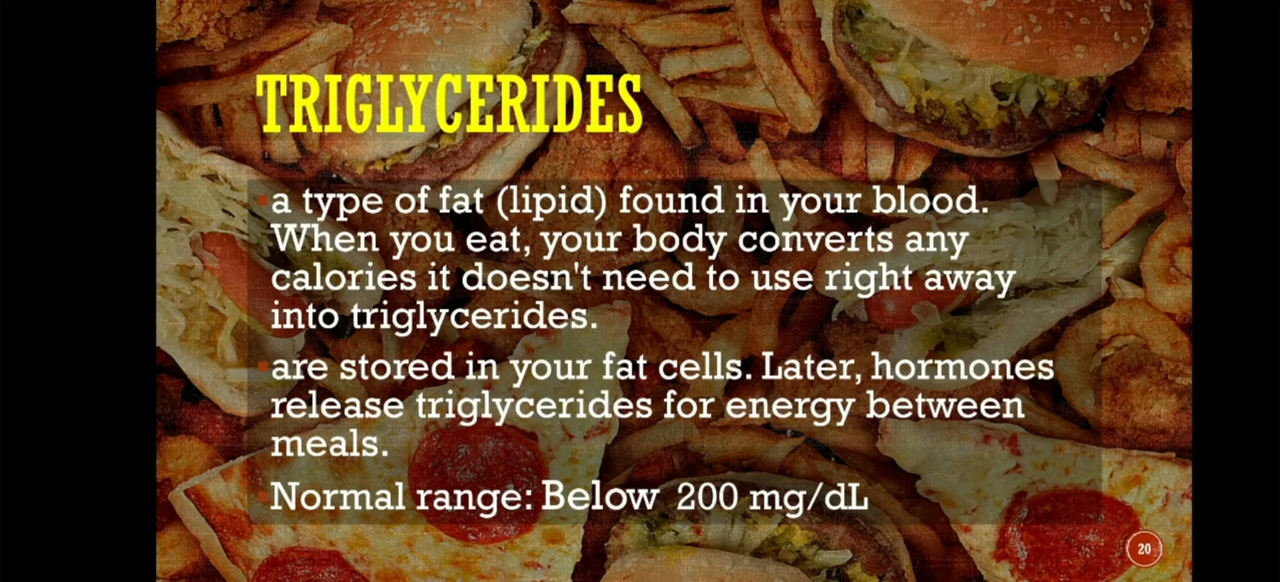 TRIGLYCERIDES
a type of fat (lipid) found in your blood.
When you eat, your body converts any
calories it doesn't need to use right away
into triglycerides.
are stored in your fat cells. Later, hormones
release triglycerides for energy between
meals.
Normal range: Below 200 mg/dL
20